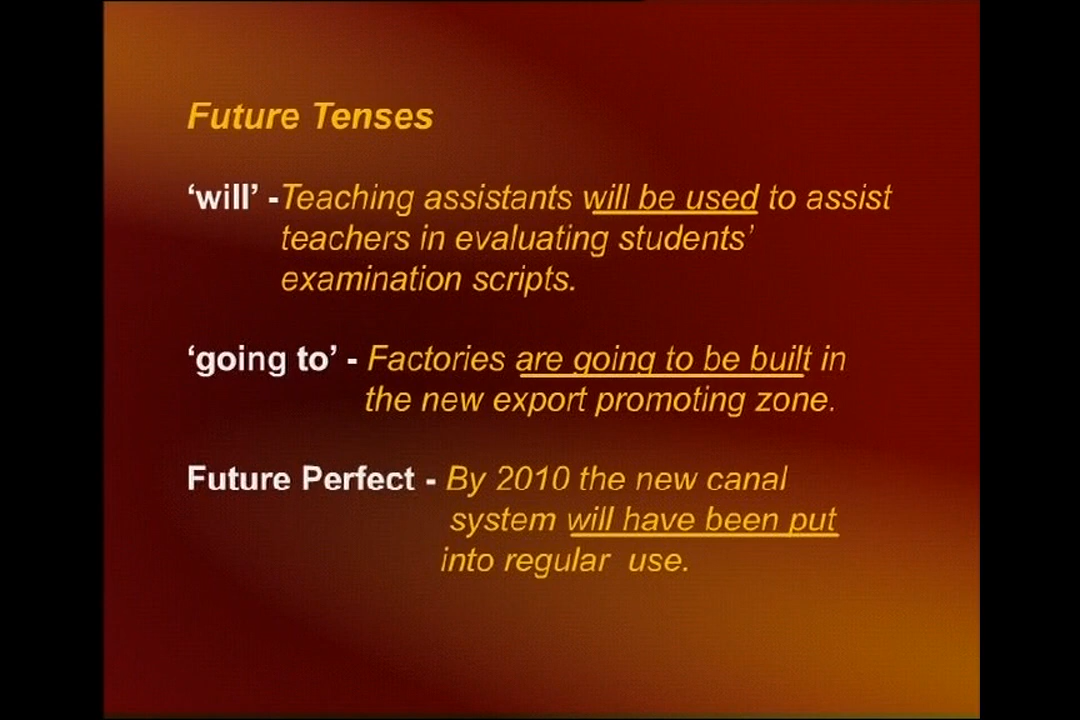 Future Tenses
‘will’ -Teaching assistants will be used to assist
teachers in evaluating students’
examination scripts.
‘going to’ - Factories are going to be built in
the new export promoting zone.
Future Perfect - By 2010 the new canal
system will have been put
into regular use.